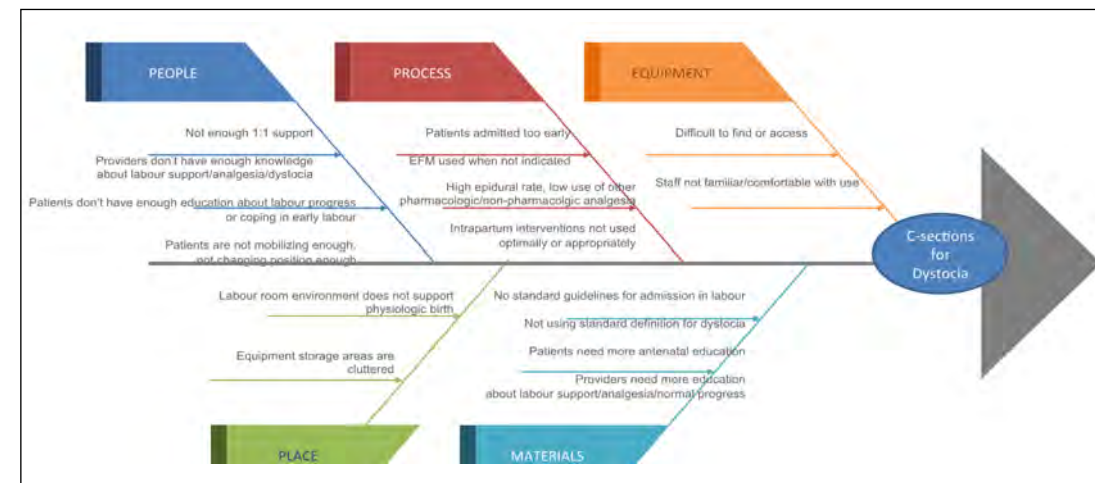 PEOPLE
Not enough 1:1 support
Providers don't have enough knowledge
about labour support/analgesia/dystocia
Patients don't have enough education about labour progress
or coping in early labour
Patients are not mobilizing enough,
not changing position enough
PROCESS
Patients admitted too early
EFM used when not indicated
High epidural rate, low use of other
pharmacologic/non-pharmacolgic analgesia
Intrapartum interventions not used
optimally or appropriately
EQUIPMENT
Difficult to find or access
Staff not familiar/comfortable with use
C-sections
for
Dystocia
Labour room environment does not support
physiologic birth
Equipment storage areas are
cluttered
PLACE
No standard guidelines for admission in labour
Not using standard definition for dystocia
Patients need more antenatal education
Providers need more education
about labour support/analgesia/normal progress
MATERIALS